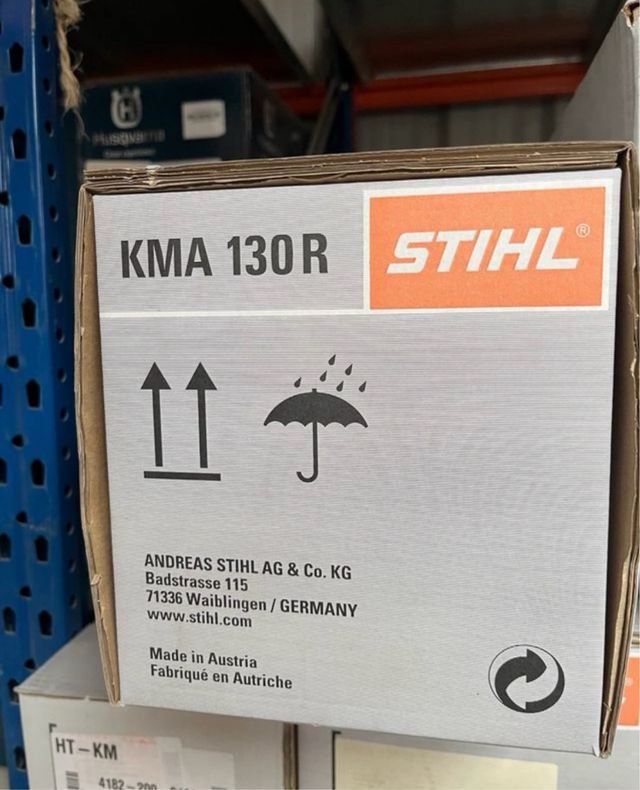 Husqvarna
KMA 130 R
STIHL®
ANDREAS STIHL AG & Co. KG
Badstrasse 115
71336 Waiblingen / GERMANY
www.stihl.com
Made in Austria
Fabriqué en Autriche
HT-KM